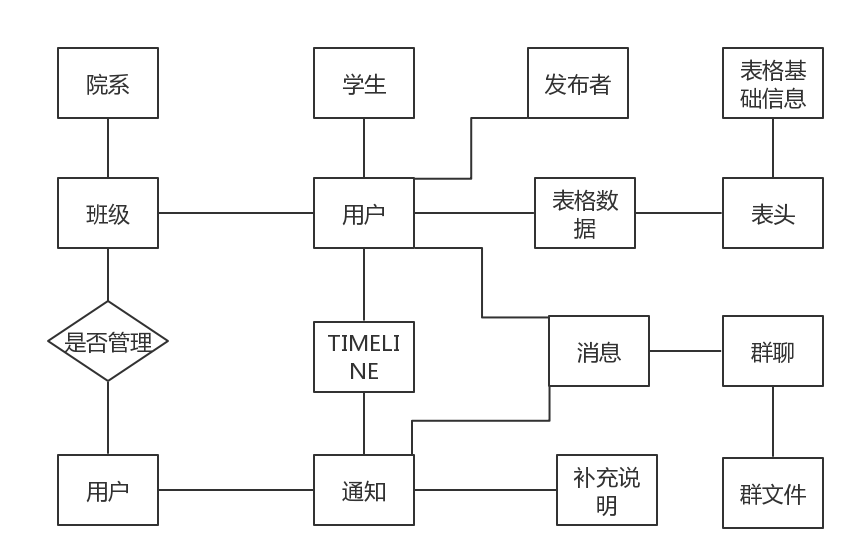 院系
学生
发布者
表格基
础信息
班级
用户
表格数
据
表头
是否管理
TIMELI
NE
消息
群聊
用户
通知
补充说
明
群文件